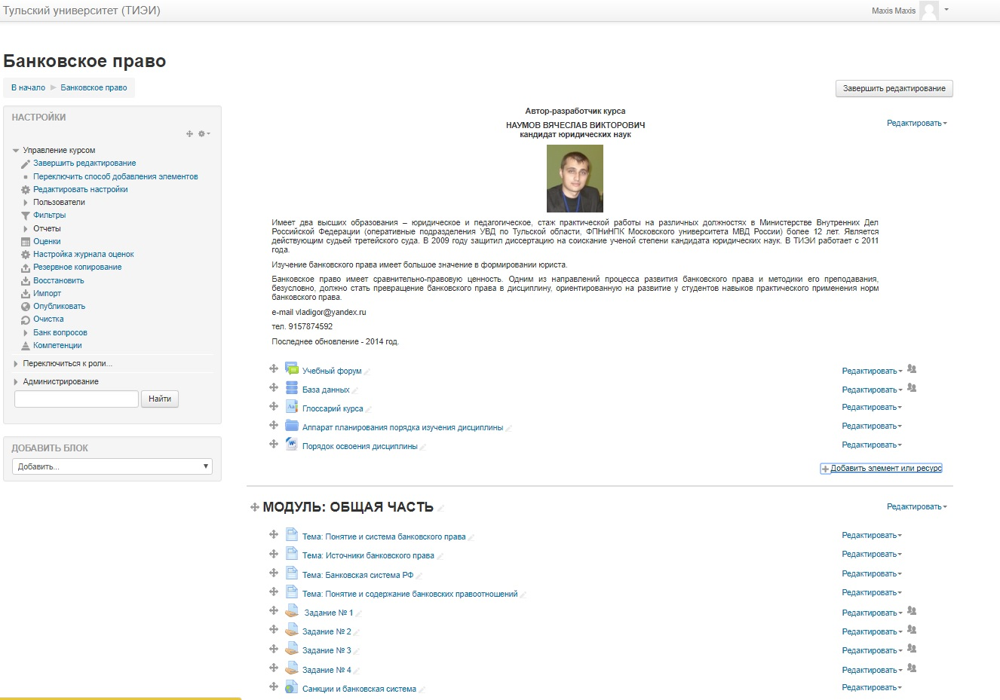 Тульский университет (ТИЭИ)
Maxis Maxis
Банковское право
В начало
Банковское право
Завершить редактирование
НАСТРОЙКИ
Управление курсом
Завершить редактирование
Переключить способ добавления элементов
Редактировать настройки
Пользователи
Фильтры
Отчеты
Оценки
Настройка журнала оценок
Резервное копирование
Восстановить
Импорт
Опубликовать
Очистка
Банк вопросов
Компетенции
Переключиться к роли...
Администрирование
Найти
ДОБАВИТЬ БЛОК
Добавить...
Автор-разработчик курса
Редактировать
НАУМОВ ВЯЧЕСЛАВ ВИКТОРОВИЧ
кандидат юридических наук
Имеет два высших образования – юридическое и педагогическое, стаж практической работы на различных должностях в Министерстве Внутренних Дел
Российской Федерации (оперативные подразделения УВД по Тульской области, ФПНиНПК Московского университета МВД России) более 12 лет. Является
действующим судьей третейского суда. В 2009 году защитил диссертацию на соискание ученой степени кандидата юридических наук. В ТИЭИ работает с 2011
года.
Изучение банковского права имеет большое значение в формировании юриста.
Банковское право имеет сравнительно-правовую ценность. Одним из направлений процесса развития банковского права и методики его преподавания,
безусловно, должно стать превращение банковского права в дисциплину, ориентированную на развитие у студентов навыков практического применения норм
банковского права.
e-mail vladigor@yandex.ru
тел. 9157874592
Последнее обновление - 2014 год.
Учебный форум
Редактировать
База данных
Редактировать
Глоссарий курса
Редактировать
Аппарат планирования порядка изучения дисциплины
Редактировать
Порядок освоения дисциплины
Редактировать
Добавить элемент или ресурс
МОДУЛЬ: ОБЩАЯ ЧАСТЬ
Редактировать
Тема: Понятие и система банковского права
Редактировать
Тема: Источники банковского права
Редактировать
Тема: Банковская система РФ
Редактировать
Тема: Понятие и содержание банковских правоотношений
Редактировать
Задание № 1
Редактировать
Задание № 2
Редактировать
Задание № 3
Редактировать
Задание № 4
Редактировать
Санкции и банковская система
Редактировать